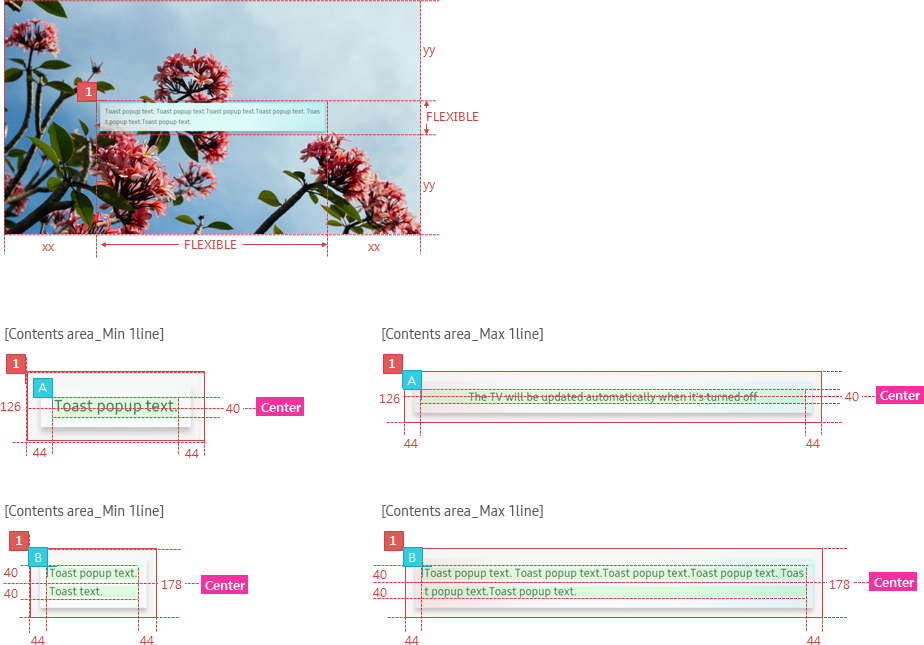 yy
1
Toast popup text. Toast popup text.Toast popup text.Toast popup text. Toas
t popup text.Toast popup text.
FLEXIBLE
yy
xx
FLEXIBLE
xx
[Contents area_Min 1line]
[Contents area_Max 1line]
1
A
126
Toast popup text.
40
Center
44
44
1
A
126
The TV will be updated automatically when it's turned off
40
Center
44
44
[Contents area_Min 1line]
[Contents area_Max 1line]
1
B
40
Toast popup text.
40
Toast text.
178
Center
44
44
1
B
40
Toast popup text. Toast popup text.Toast popup text.Toast popup text. Toas
40
t popup text.Toast popup text.
178
Center
44
44